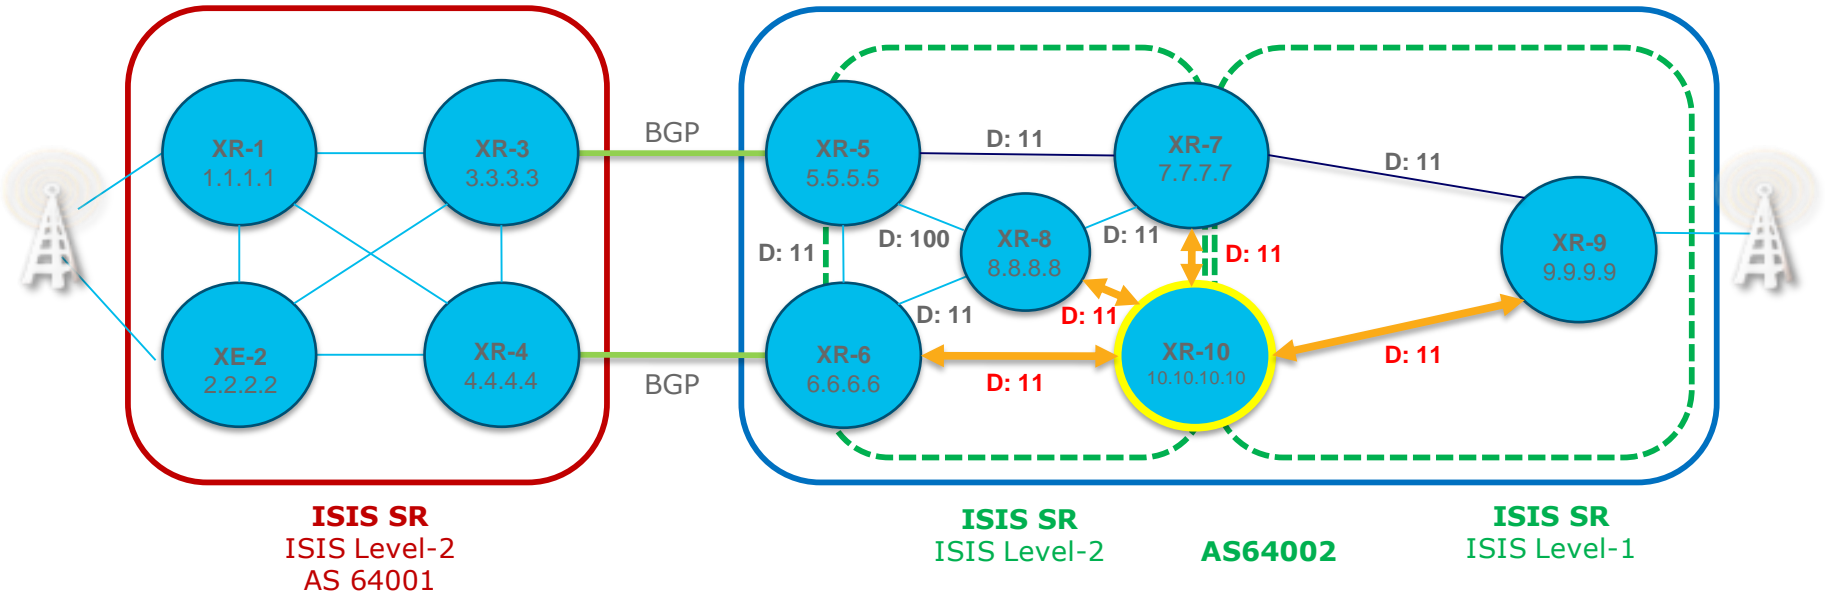 BGP
XR-1
1.1.1.1
XR-3
3.3.3.3
XR-5
5.5.5.5
D: 11
XR-7
7.7.7.7
D: 11
D: 11
D: 100
XR-8
8.8.8.8
D: 11
D: 11
XR-9
9.9.9.9
XE-2
2.2.2.2
XR-4
4.4.4.4
BGP
XR-6
6.6.6.6
D: 11
D: 11
D: 11
XR-10
10.10.10.10
D: 11
ISIS SR
ISIS Level-2
AS 64001
ISIS SR
ISIS Level-2
AS64002
ISIS SR
ISIS Level-1